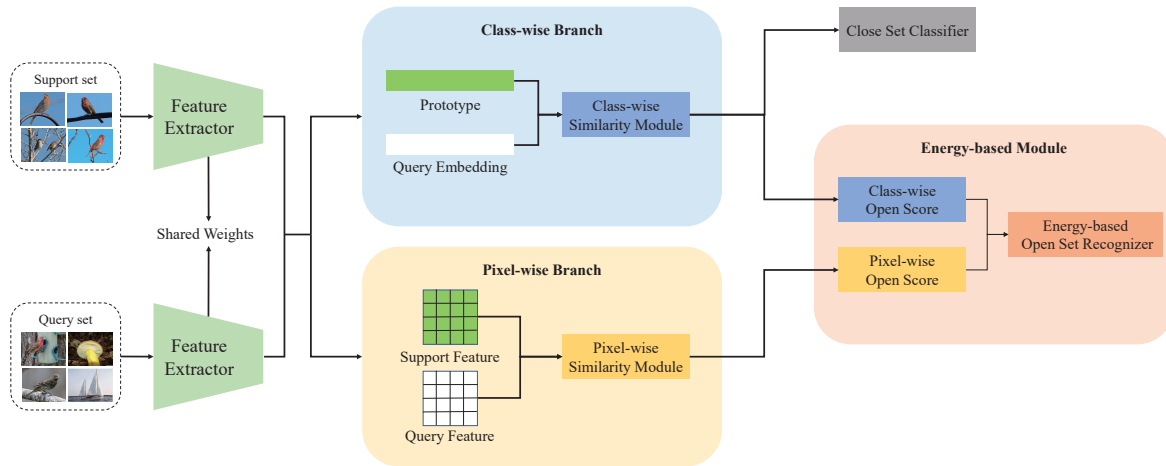 Support set
Feature
Extractor
Shared Weights
Query set
Feature
Extractor
Class-wise Branch
Prototype
Query Embedding
Class-wise
Similarity Module
Pixel-wise Branch
Support Feature
Query Feature
Pixel-wise
Similarity Module
Close Set Classifier
Energy-based Module
Class-wise
Open Score
Pixel-wise
Open Score
Energy-based
Open Set Recognizer